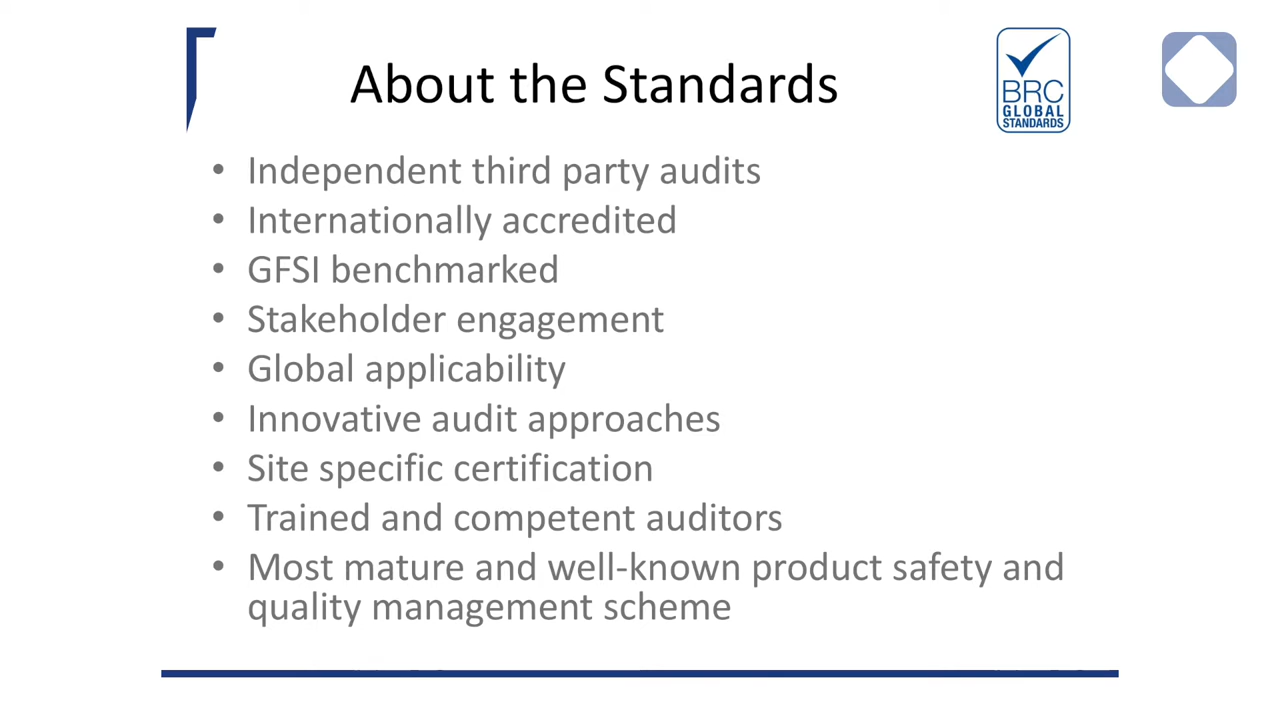 About the Standards
BRC
GLOBAL
STANDARDS
• Independent third party audits
• Internationally accredited
• GFSI benchmarked
• Stakeholder engagement
• Global applicability
• Innovative audit approaches
• Site specific certification
• Trained and competent auditors
• Most mature and well-known product safety and
quality management scheme